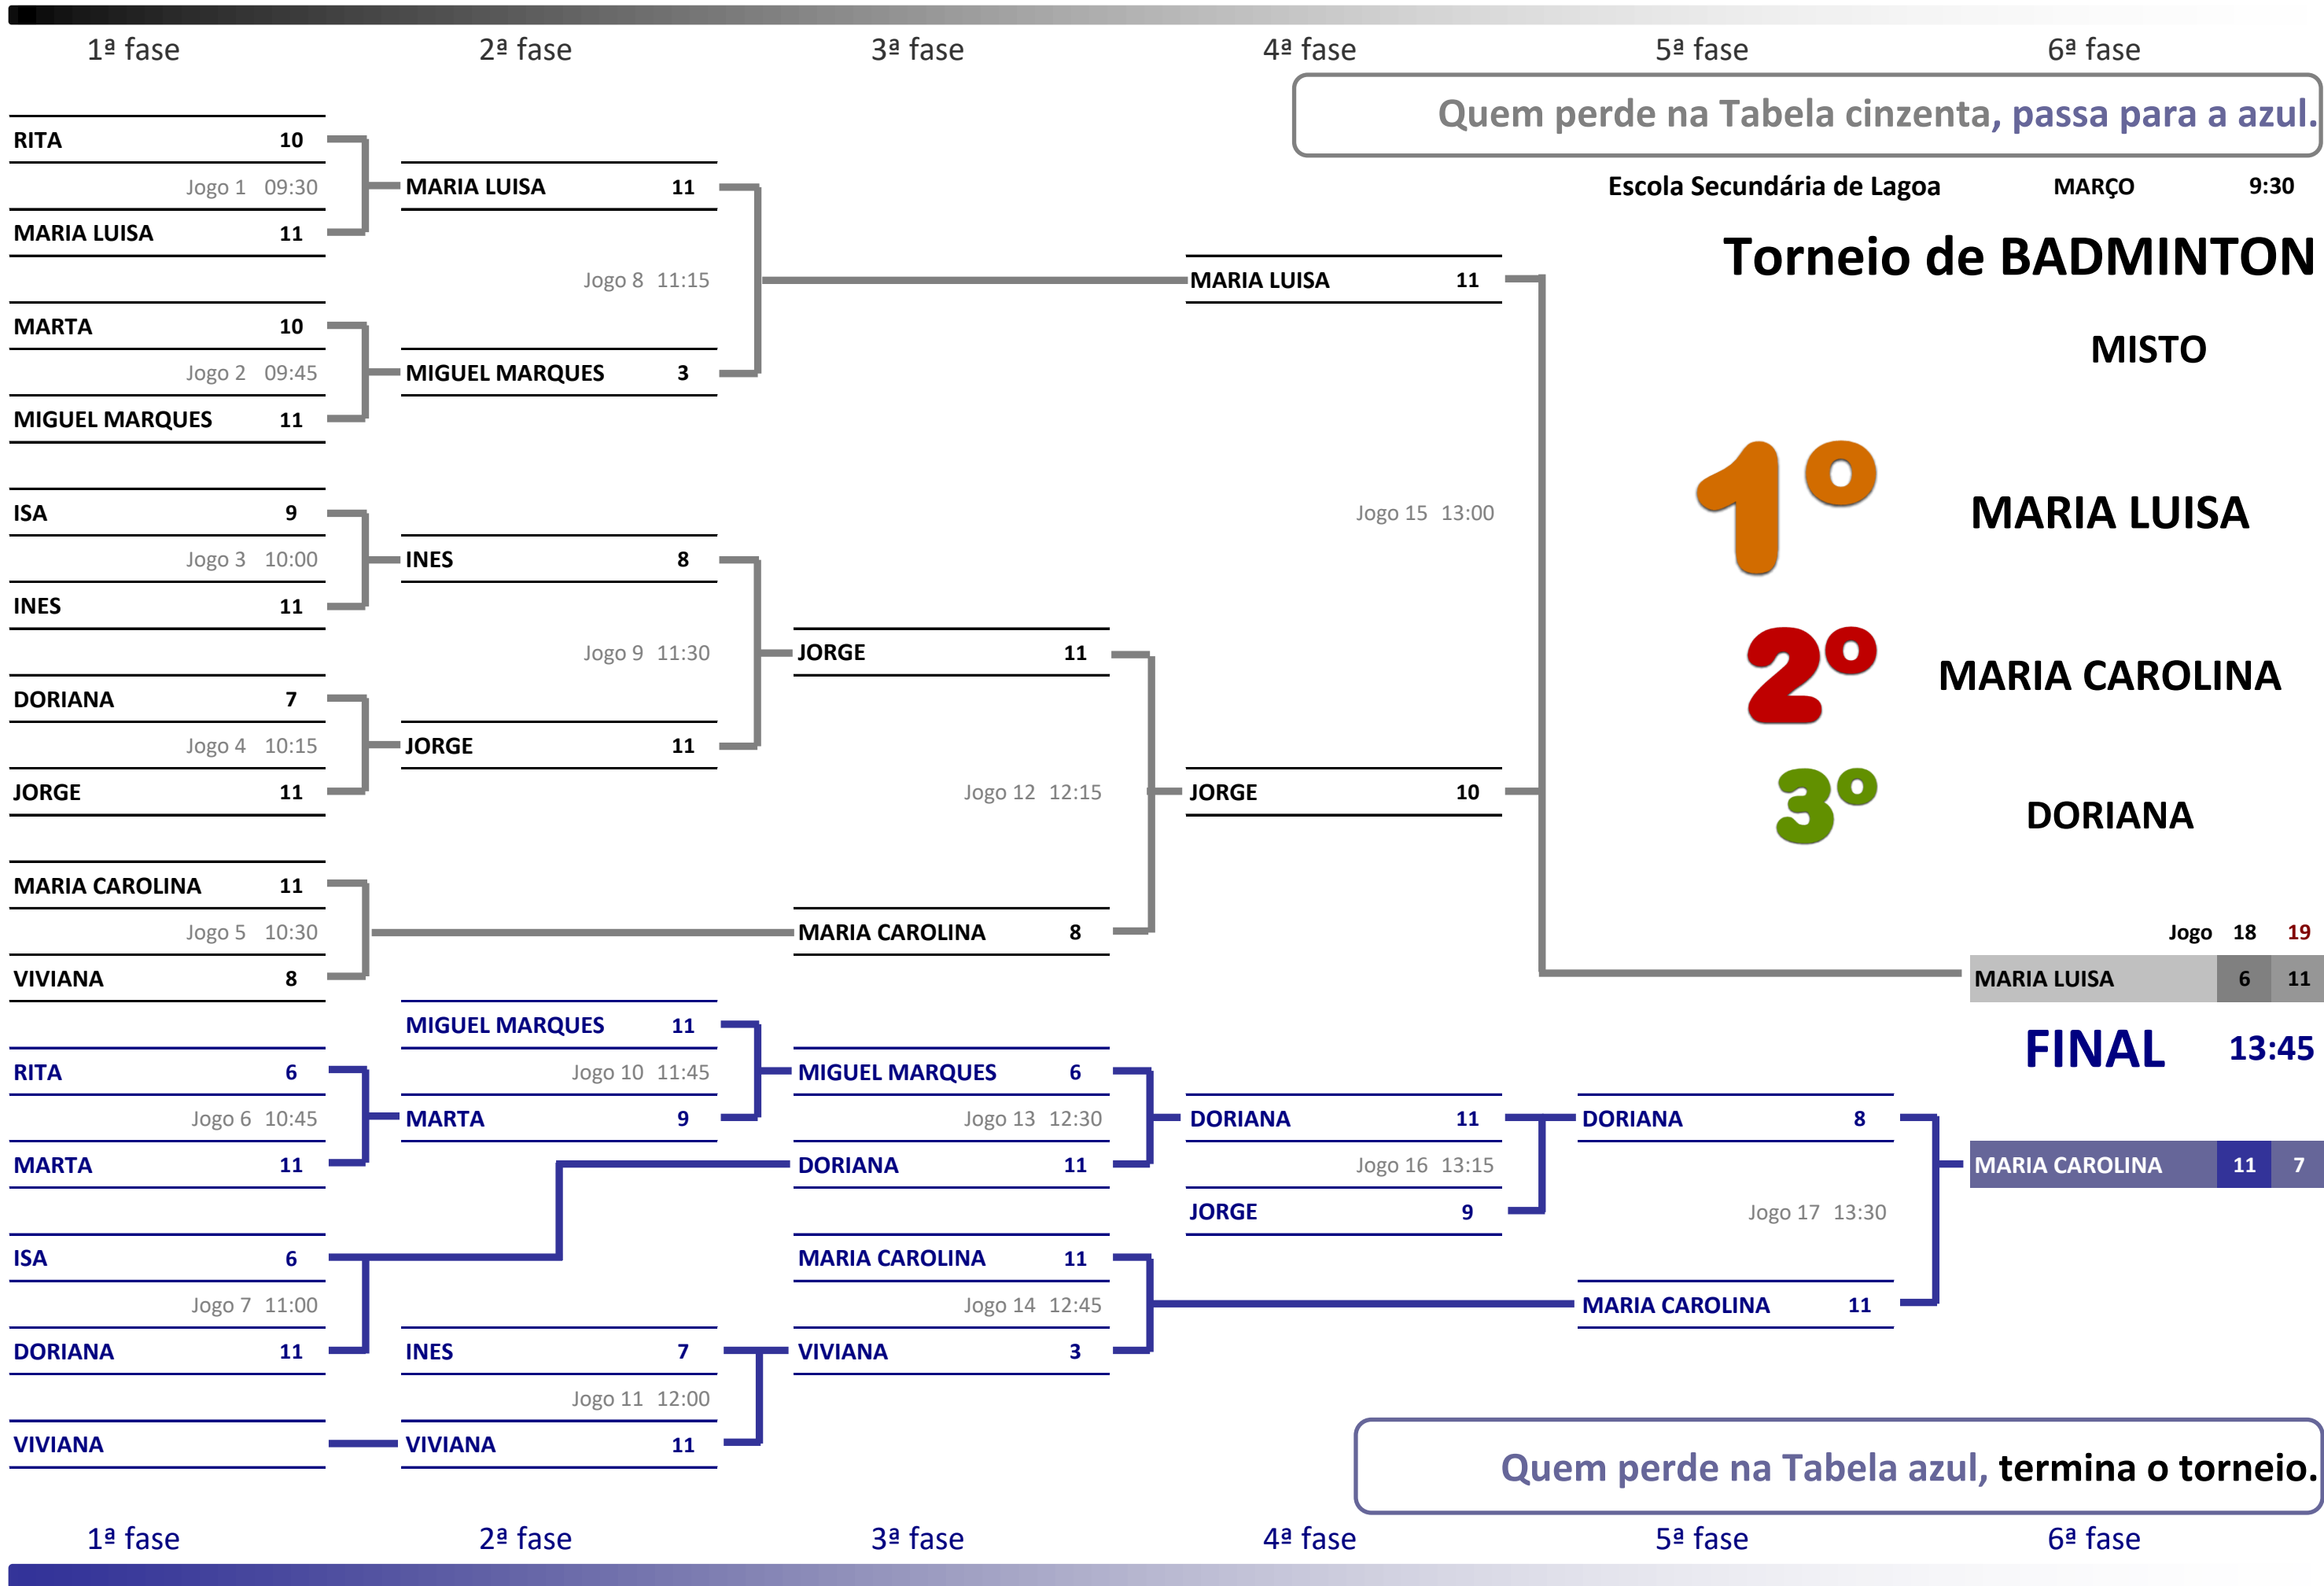 1ª fase 2ª fase 3ª fase 4ª fase 5ª fase 6ª fase
Quem perde na Tabela cinzenta, passa para a azul.
RITA 10
Jogo 1 09:30
MARIA LUISA 11
MARIA LUISA 11
Escola Secundária de Lagoa MARÇO 9:30
Torneio de BADMINTON
Jogo 8 11:15
MARIA LUISA 11
MARTA 10
Jogo 2 09:45
MIGUEL MARQUES 11
MIGUEL MARQUES 3
MISTO
ISA 9
Jogo 3 10:00
INES 11
INES 8
Jogo 15 13:00
1º MARIA LUISA
Jogo 9 11:30
JORGE 11
2º MARIA CAROLINA
DORIANA 7
Jogo 4 10:15
JORGE 11
JORGE 11
Jogo 12 12:15
JORGE 10
3º DORIANA
MARIA CAROLINA 11
Jogo 5 10:30
VIVIANA 8
MARIA CAROLINA 8
Jogo 18 19
MARIA LUISA 6 11
FINAL 13:45
MARIA CAROLINA 11 7
RITA 6
Jogo 6 10:45
MARTA 11
MIGUEL MARQUES 11
Jogo 10 11:45
MARTA 9
MIGUEL MARQUES 6
Jogo 13 12:30
DORIANA 11
DORIANA 11
Jogo 16 13:15
JORGE 9
DORIANA 8
Jogo 17 13:30
MARIA CAROLINA 11
ISA 6
Jogo 7 11:00
DORIANA 11
MARIA CAROLINA 11
Jogo 14 12:45
VIVIANA 3
INES 7
Jogo 11 12:00
VIVIANA 11
VIVIANA
Quem perde na Tabela azul, termina o torneio.
1ª fase 2ª fase 3ª fase 4ª fase 5ª fase 6ª fase